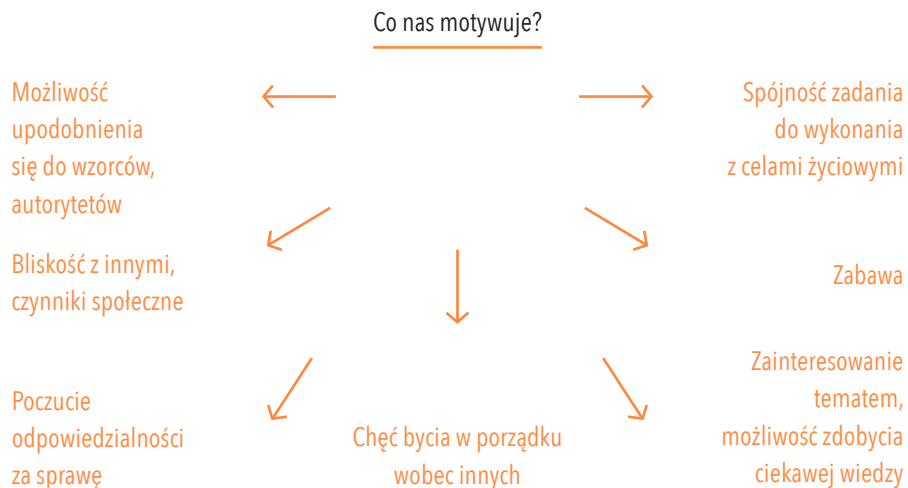 Co nas motywuje?
Możliwość
upodobnienia
się do wzorców,
autorytetów
Spójność zadania
do wykonania
z celami życiowymi
Bliskość z innymi,
czynniki społeczne
Zabawa
Poczucie
odpowiedzialności
za sprawę
Chęć bycia w porządku
wobec innych
Zainteresowanie
tematem,
możliwość zdobycia
ciekawej wiedzy